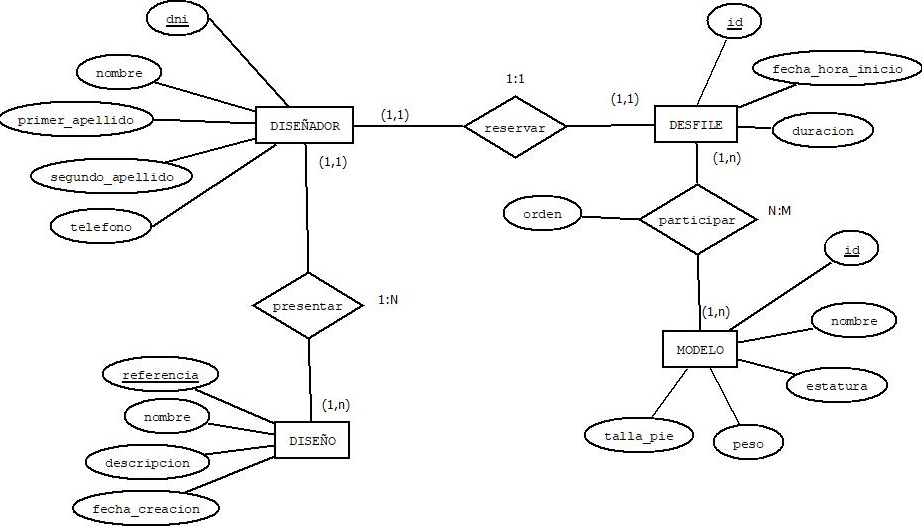 dni
id
nombre
fecha_hora_inicio
1:1
(1,1)
(1,1)
primer_apellido
DISEÑADOR
reservar
DESFILE
duracion
(1,1)
(1,n)
segundo_apellido
orden
participar
N:M
telefono
id
presentar
1:N
(1,n)
nombre
MODELO
referencia
estatura
(1,n)
nombre
talla_pie
peso
DISEÑO
descripcion
fecha_creacion